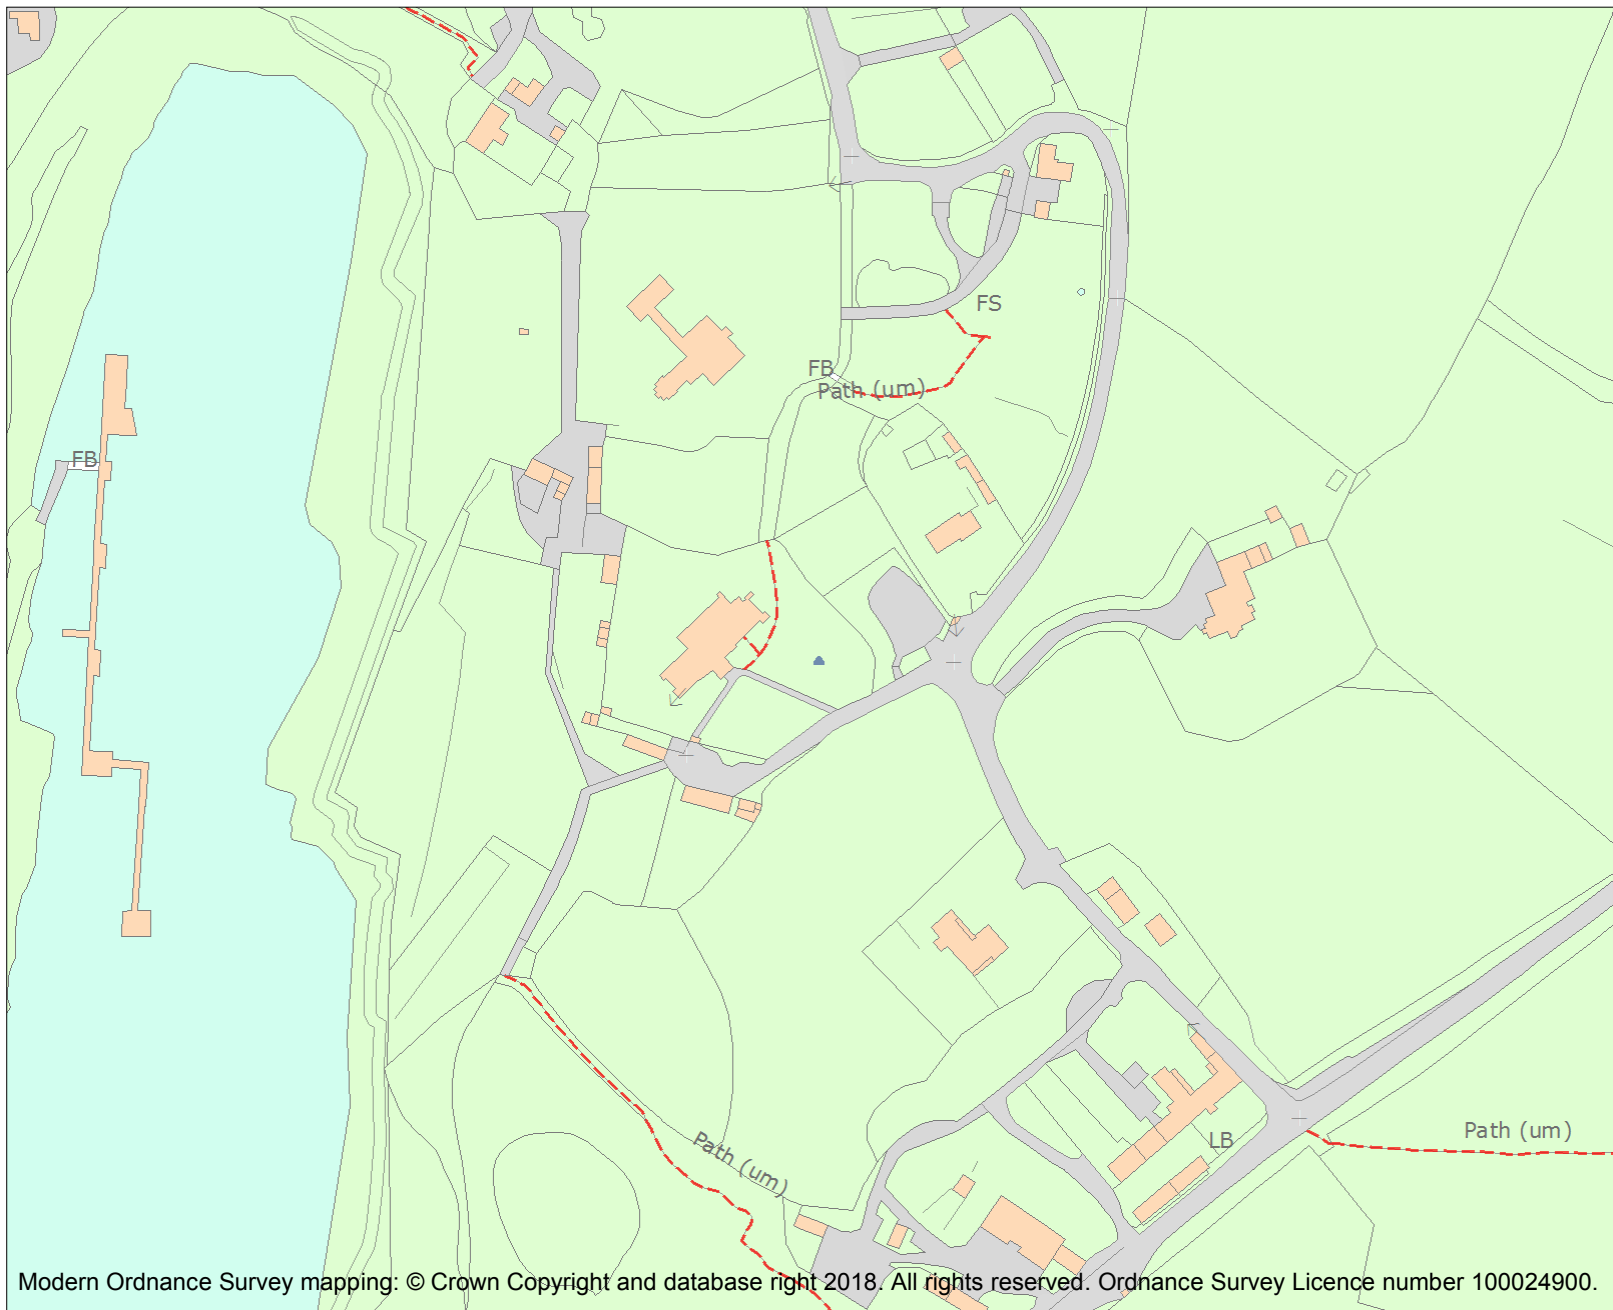 FS
FB
Path (um)
FB
Path (um)
LB
Path (um)
Modern Ordnance Survey mapping: © Crown Copyright and database right 2018. All rights reserved. Ordnance Survey Licence number 100024900.